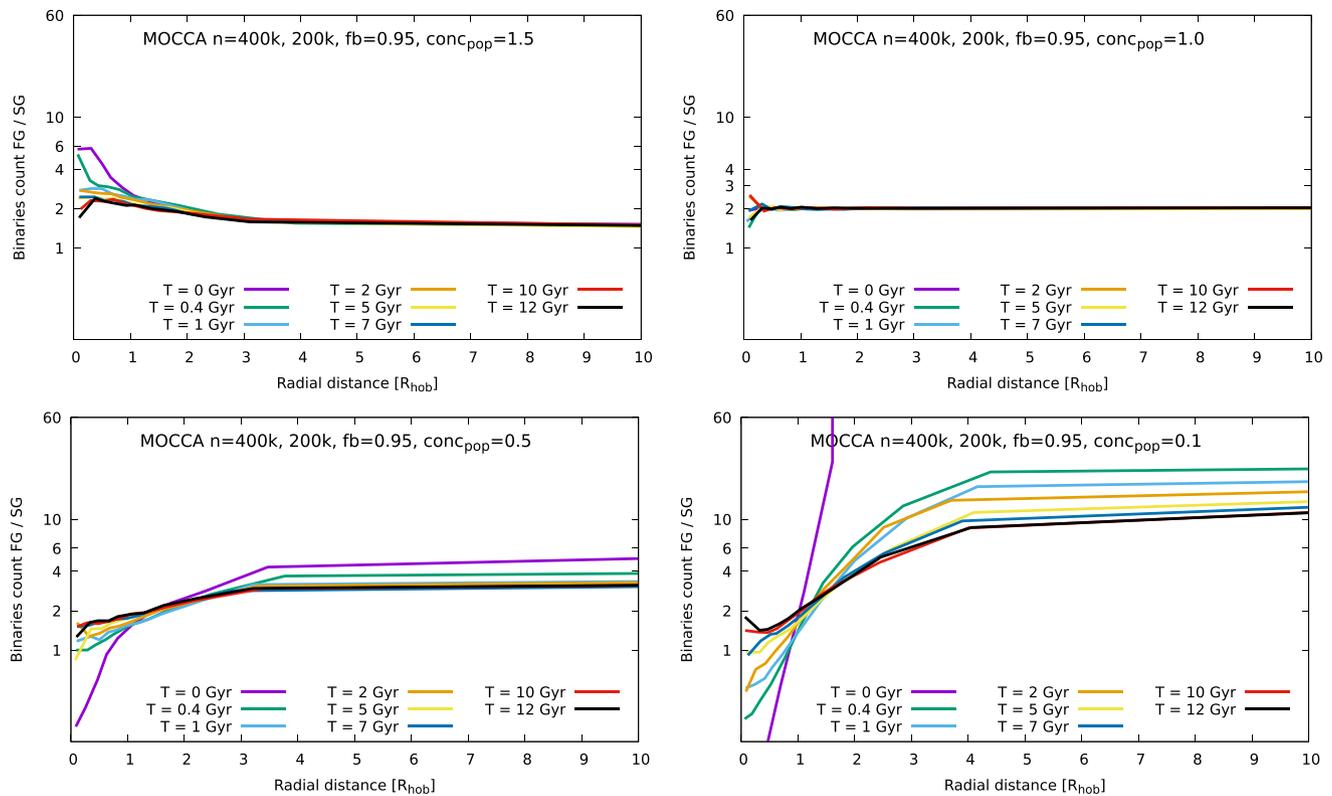 MOCCA n=400k, 200k, fb=0.95, conc_pop=1.5
Binaries count FG / SG
60
10
6
4
2
1
T = 0 Gyr
T = 0.4 Gyr
T = 1 Gyr
T = 2 Gyr
T = 5 Gyr
T = 7 Gyr
T = 10 Gyr
T = 12 Gyr
0 1 2 3 4 5 6 7 8 9 10
Radial distance [R_hob]
MOCCA n=400k, 200k, fb=0.95, conc_pop=1.0
Binaries count FG / SG
60
10
4
3
2
1
T = 0 Gyr
T = 0.4 Gyr
T = 1 Gyr
T = 2 Gyr
T = 5 Gyr
T = 7 Gyr
T = 10 Gyr
T = 12 Gyr
0 1 2 3 4 5 6 7 8 9 10
Radial distance [R_hob]
MOCCA n=400k, 200k, fb=0.95, conc_pop=0.5
Binaries count FG / SG
60
10
6
4
2
1
T = 0 Gyr
T = 0.4 Gyr
T = 1 Gyr
T = 2 Gyr
T = 5 Gyr
T = 7 Gyr
T = 10 Gyr
T = 12 Gyr
0 1 2 3 4 5 6 7 8 9 10
Radial distance [R_hob]
MOCCA n=400k, 200k, fb=0.95, conc_pop=0.1
Binaries count FG / SG
60
10
6
4
2
1
T = 0 Gyr
T = 0.4 Gyr
T = 1 Gyr
T = 2 Gyr
T = 5 Gyr
T = 7 Gyr
T = 10 Gyr
T = 12 Gyr
0 1 2 3 4 5 6 7 8 9 10
Radial distance [R_hob]